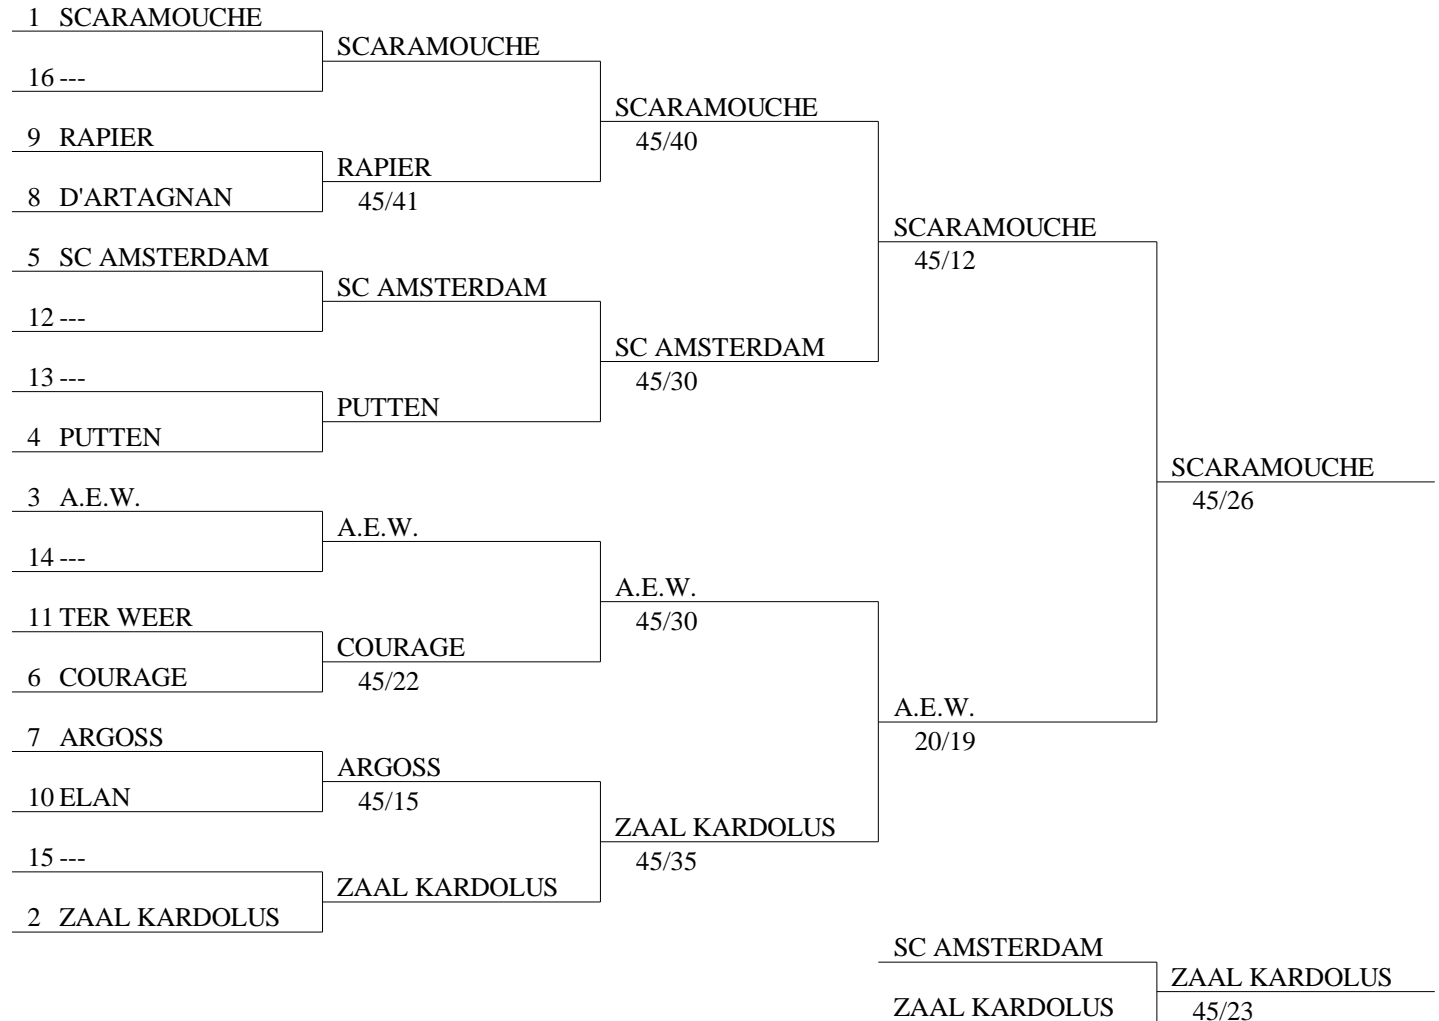 1 SCARAMOUCHE
SCARAMOUCHE
16 ---
SCARAMOUCHE
45/40
9 RAPIER
RAPIER
45/41
8 D'ARTAGNAN
SCARAMOUCHE
45/12
5 SC AMSTERDAM
SC AMSTERDAM
12 ---
SC AMSTERDAM
45/30
13 ---
PUTTEN
4 PUTTEN
SCARAMOUCHE
45/26
3 A.E.W.
A.E.W.
14 ---
A.E.W.
45/30
11 TER WEER
COURAGE
45/22
6 COURAGE
A.E.W.
20/19
7 ARGOSS
ARGOSS
45/15
10 ELAN
ZAAL KARDOLUS
45/35
15 ---
ZAAL KARDOLUS
2 ZAAL KARDOLUS
SC AMSTERDAM
ZAAL KARDOLUS
45/23
ZAAL KARDOLUS